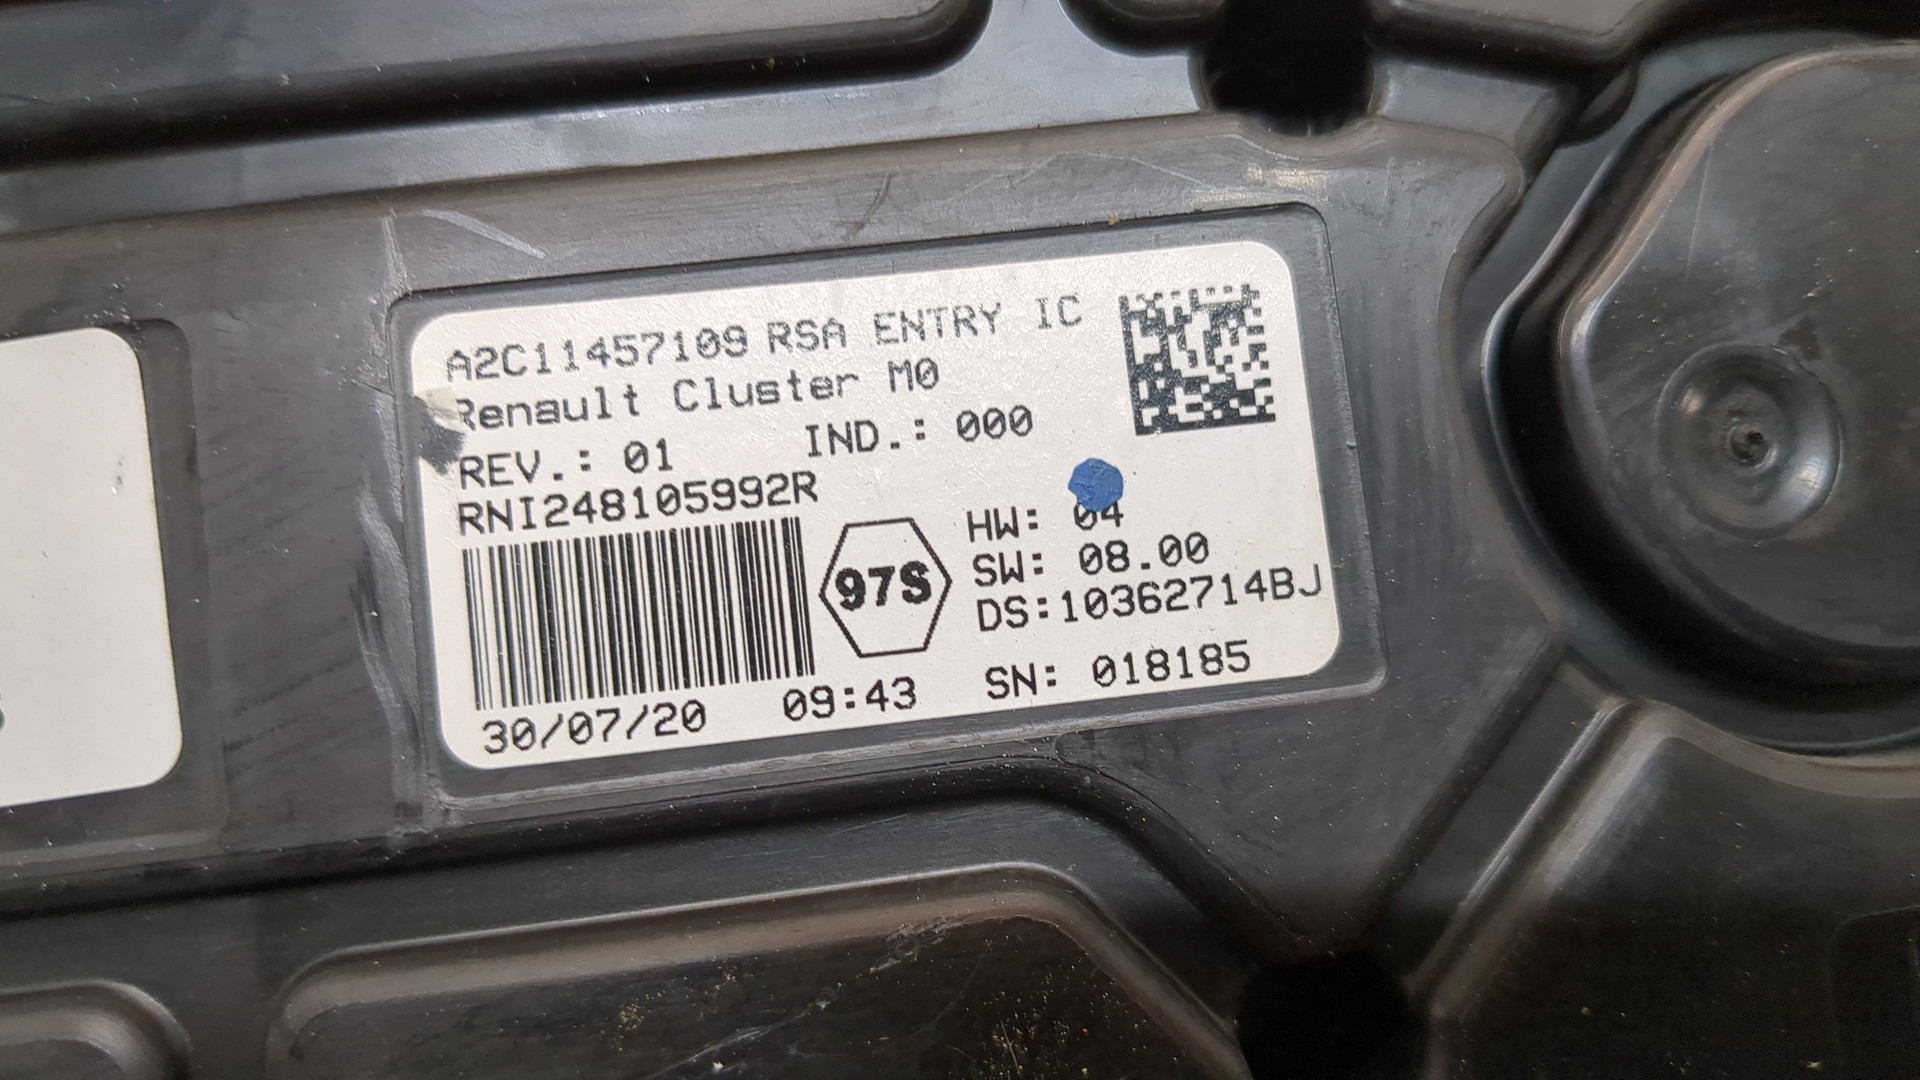 A2C11457109 RSA ENTRY IC
Renault Cluster M0
REV.: 01 IND.: 000
RNI248105992R
97S
HW: 04
SW: 08.00
DS:10362714BJ
30/07/20 09:43 SN: 018185